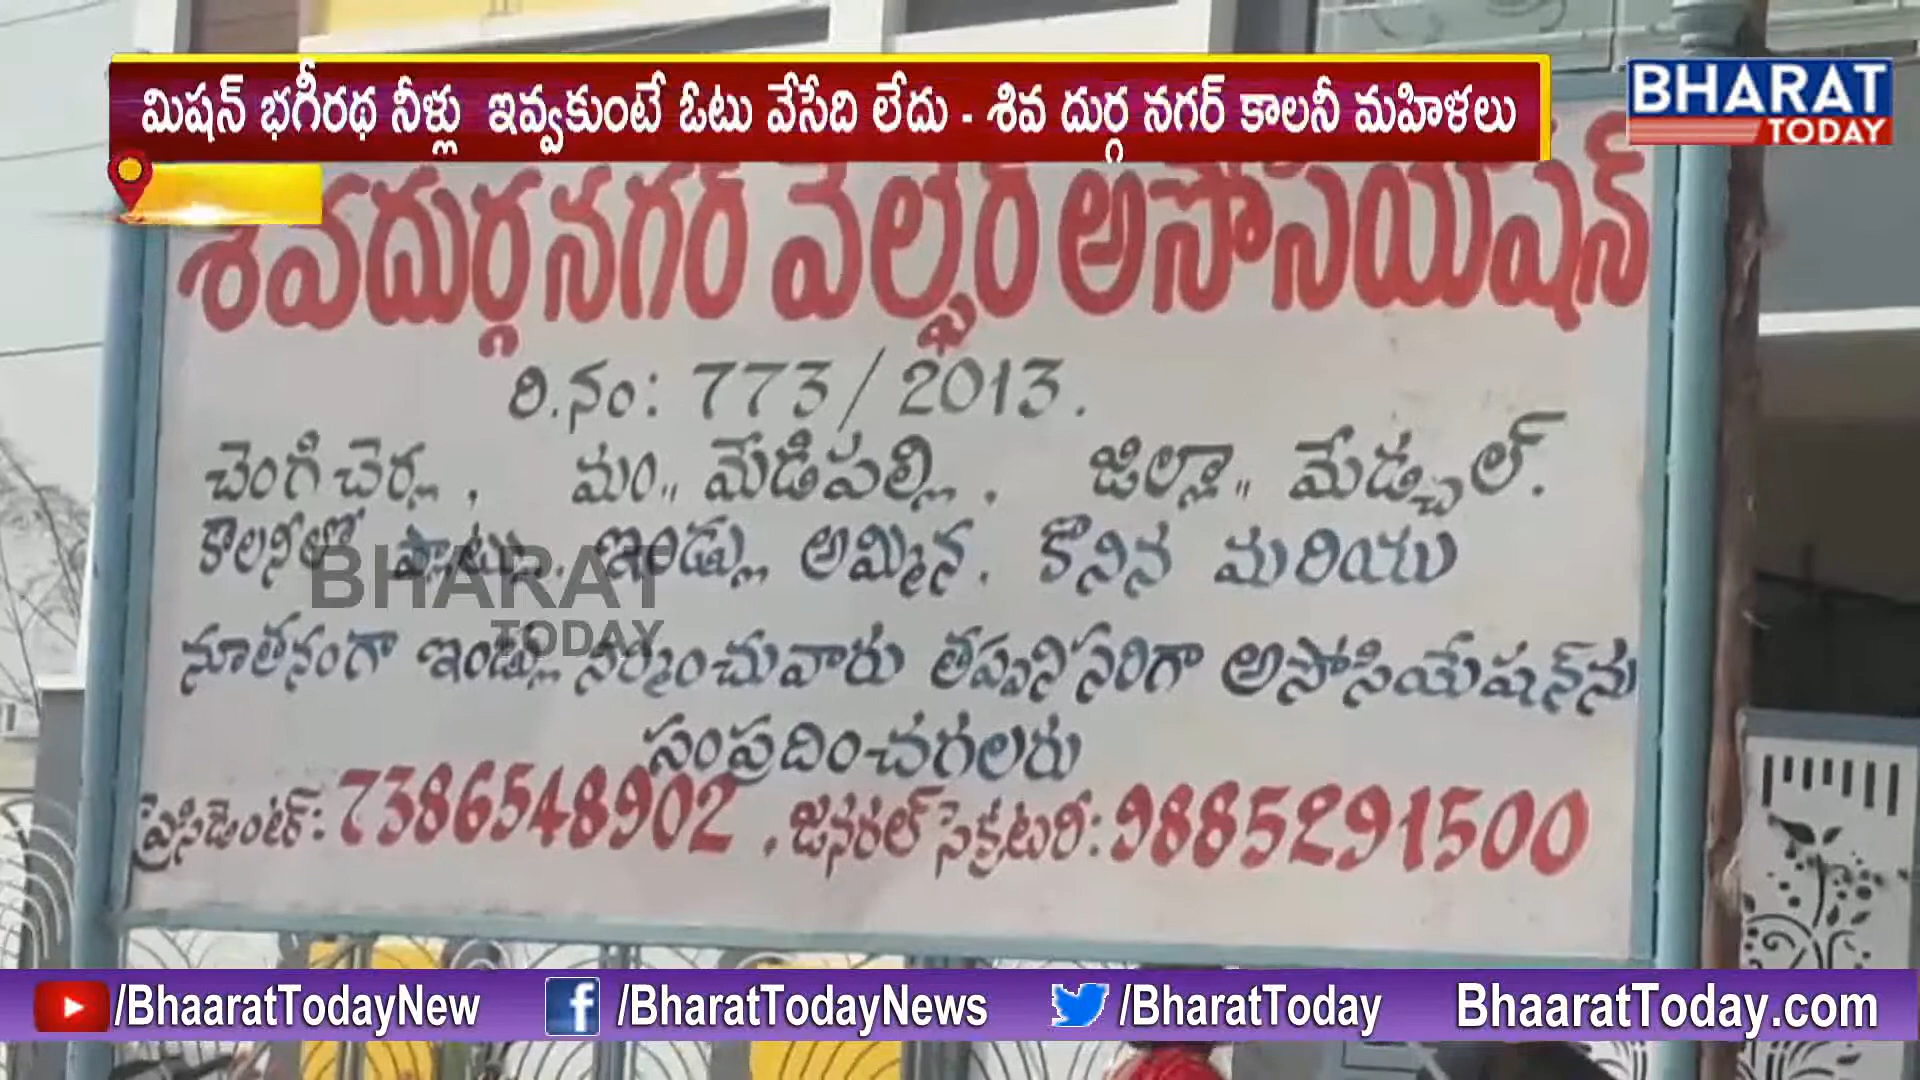 మిషన్ భగీరథ నీళ్లు ఇవ్వకుంటే ఓటు వేసేది లేదు - శివ దుర్గ నగర్ కాలనీ మహిళలు
BHARAT
TODAY
శివదుర్గ నగర్ వెల్ఫేర్ అసోసియేషన్
రి.నం: 773/2013.
చెంగిచెర్ల, మం,, మేడిపల్లి, జిల్లా,, మేడ్చల్.
కాలనీలో ప్లాట్లు, ఇండ్లు అమ్మిన, కొనిన మరియు
BHARAT
TODAY
నూతనంగా ఇండ్లు నిర్మించువారు తప్పనిసరిగా అసోసియేషన్‌ను
సంప్రదించగలరు
ప్రెసిడెంట్: 7386548902, జనరల్ సెక్రటరీ: 9885291500
/BhaaratTodayNew /BharatTodayNews /BharatToday BhaaratToday.com